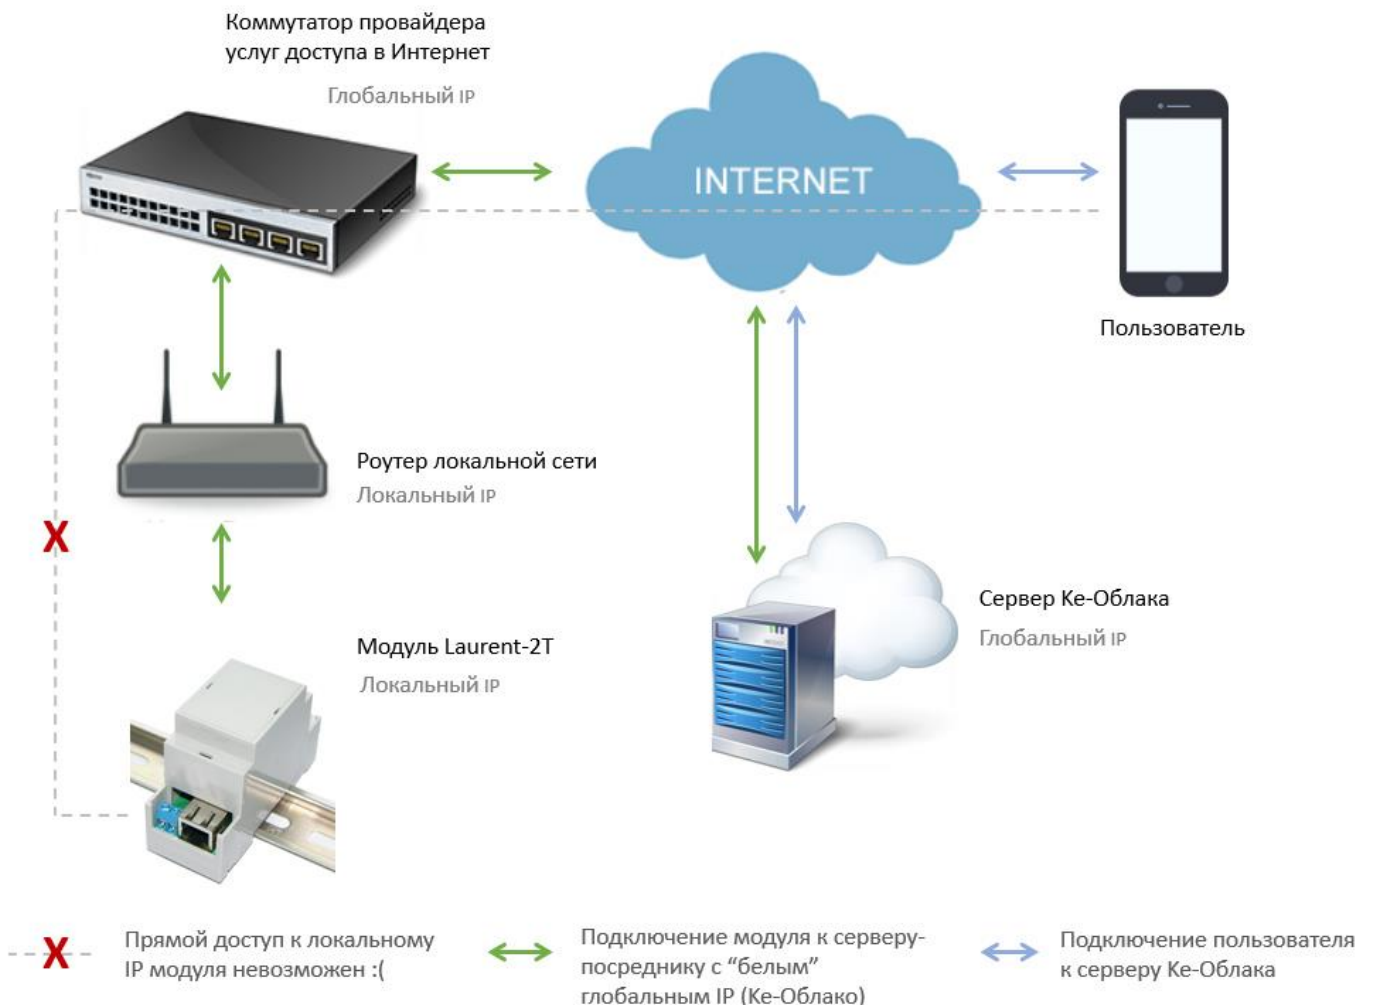 Коммутатор провайдера
услуг доступа в Интернет
Глобальный IP
INTERNET
Пользователь
Роутер локальной сети
Локальный IP
X
Модуль Laurent-2T
Локальный IP
Сервер Ке-Облака
Глобальный IP
X
Прямой доступ к локальному
IP модуля невозможен :(
Подключение модуля к серверу-
посреднику с “белым”
глобальным IP (Ке-Облако)
Подключение пользователя
к серверу Ке-Облака